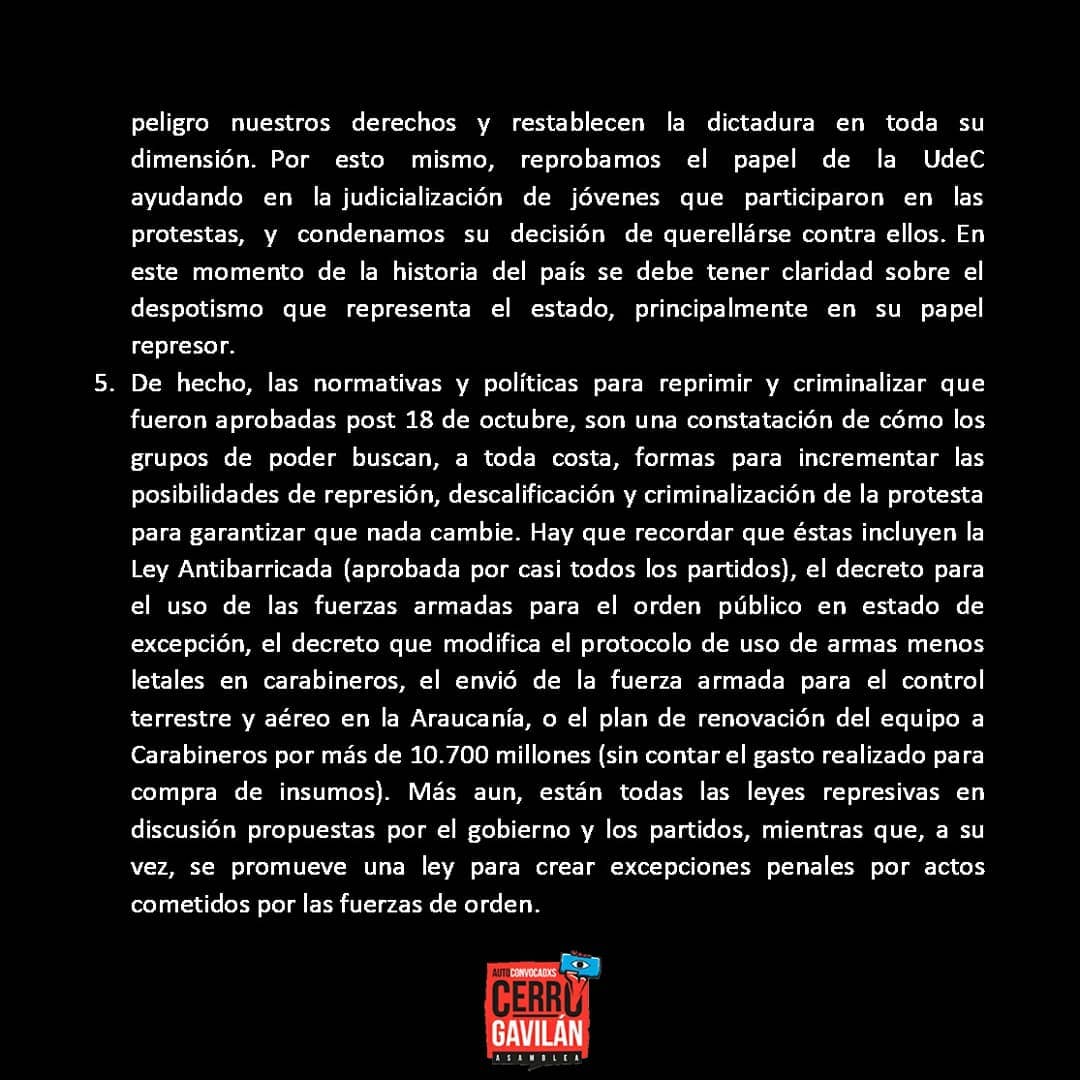 peligro nuestros derechos y restablecen la dictadura en toda su
dimensión. Por esto mismo, reprobamos el papel de la UdeC
ayudando en la judicialización de jóvenes que participaron en las
protestas, y condenamos su decisión de querellárse contra ellos. En
este momento de la historia del país se debe tener claridad sobre el
despotismo que representa el estado, principalmente en su papel
represor.
5. De hecho, las normativas y políticas para reprimir y criminalizar que
fueron aprobadas post 18 de octubre, son una constatación de cómo los
grupos de poder buscan, a toda costa, formas para incrementar las
posibilidades de represión, descalificación y criminalización de la protesta
para garantizar que nada cambie. Hay que recordar que éstas incluyen la
Ley Antibarricada (aprobada por casi todos los partidos), el decreto para
el uso de las fuerzas armadas para el orden público en estado de
excepción, el decreto que modifica el protocolo de uso de armas menos
letales en carabineros, el envió de la fuerza armada para el control
terrestre y aéreo en la Araucanía, o el plan de renovación del equipo a
Carabineros por más de 10.700 millones (sin contar el gasto realizado para
compra de insumos). Más aun, están todas las leyes represivas en
discusión propuestas por el gobierno y los partidos, mientras que, a su
vez, se promueve una ley para crear excepciones penales por actos
cometidos por las fuerzas de orden.
AUTOCONVOCADXS
CERRO
GAVILÁN
ASAMBLEA